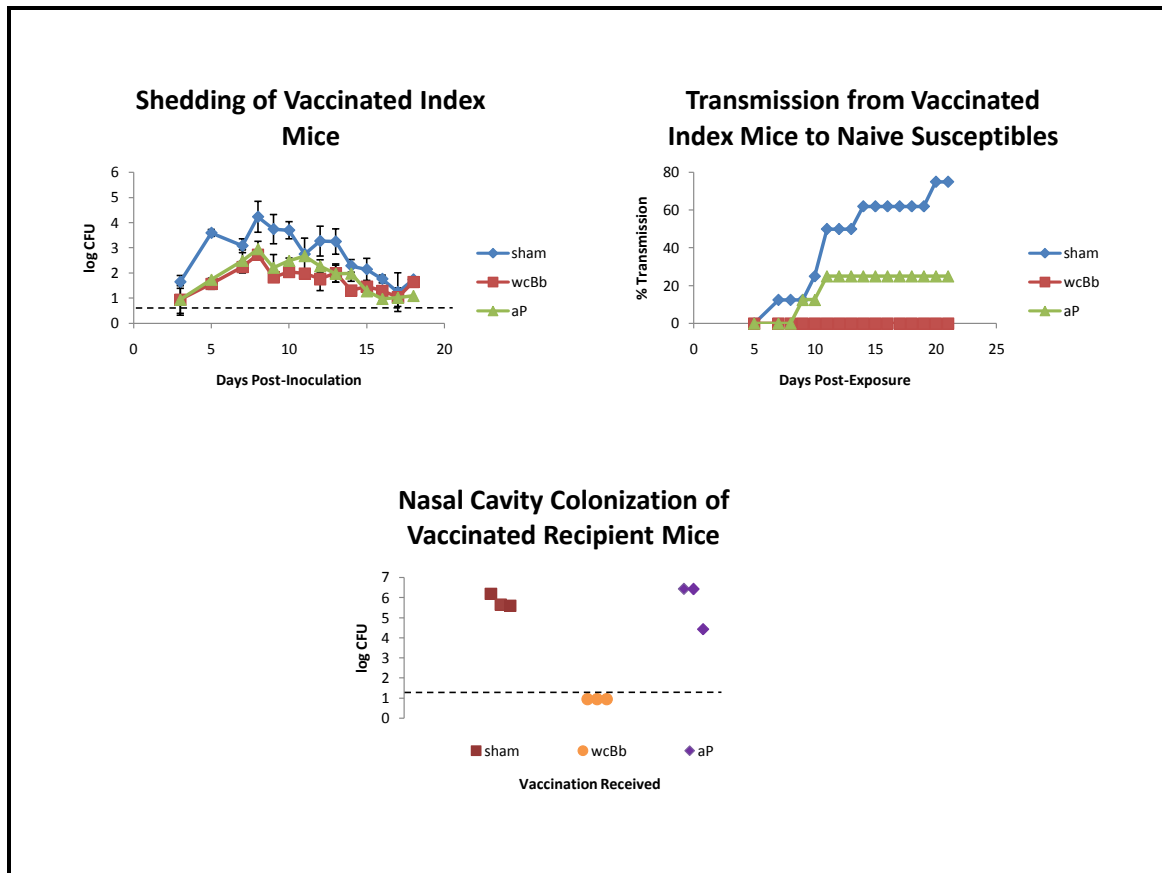 Shedding of Vaccinated Index
Mice
6
5
4
3
2
1
0
log CFU
0 5 10 15 20
Days Post-Inoculation
sham
wcBb
aP
Transmission from Vaccinated
Index Mice to Naive Susceptibles
80
60
40
20
0
% Transmission
0 5 10 15 20 25
Days Post-Exposure
sham
wcBb
aP
Nasal Cavity Colonization of
Vaccinated Recipient Mice
7
6
5
4
3
2
1
0
log CFU
sham wcBb aP
Vaccination Received